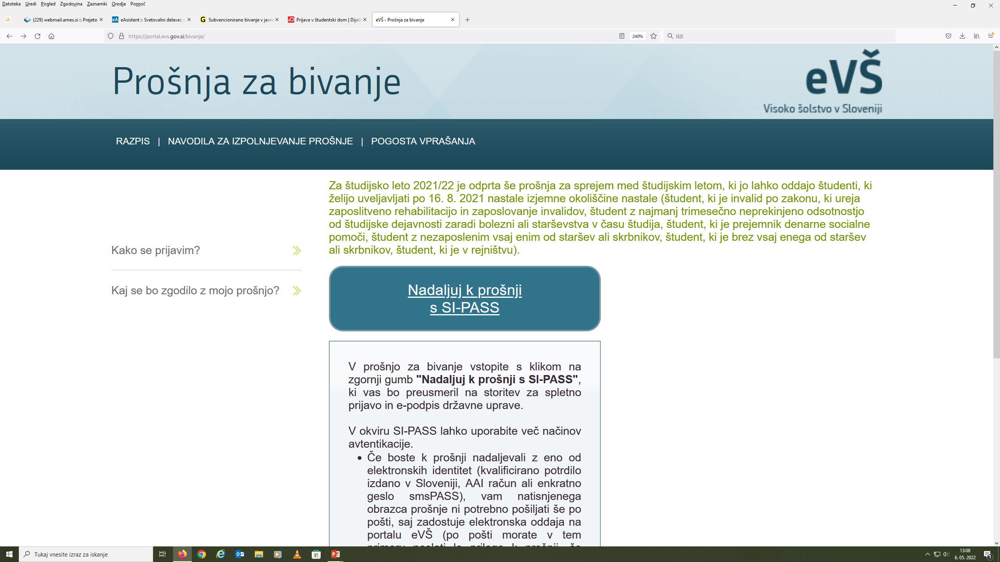 Datoteka Uredi Pogled Zgodovina Zaznamki Orodja Pomoč
(229) webmail.arnes.si :: Prejeto
eAsistent :: Svetovalni delavec ::
Subvencionirano bivanje v javne
Prijava v študentski dom | Dijašk
eVŠ - Prošnja za bivanje
https://portal.evs.gov.si/bivanje/
240%
Išči
Prošnja za bivanje
eVŠ
Visoko šolstvo v Sloveniji
RAZPIS | NAVODILA ZA IZPOLNJEVANJE PROŠNJE | POGOSTA VPRAŠANJA
Kako se prijavim?
Kaj se bo zgodilo z mojo prošnjo?
Za študijsko leto 2021/22 je odprta še prošnja za sprejem med študijskim letom, ki jo lahko oddajo študenti, ki
želijo uveljavljati po 16. 8. 2021 nastale izjemne okoliščine nastale (študent, ki je invalid po zakonu, ki ureja
zaposlitveno rehabilitacijo in zaposlovanje invalidov, študent z najmanj trimesečno neprekinjeno odsotnostjo
od študijske dejavnosti zaradi bolezni ali starševstva v času študija, študent, ki je prejemnik denarne socialne
pomoči, študent z nezaposlenim vsaj enim od staršev ali skrbnikov, študent, ki je brez vsaj enega od staršev
ali skrbnikov, študent, ki je v rejništvu).
Nadaljuj k prošnji
s SI-PASS
V prošnjo za bivanje vstopite s klikom na
zgornji gumb "Nadaljuj k prošnji s SI-PASS",
ki vas bo preusmeril na storitev za spletno
prijavo in e-podpis državne uprave.
V okviru SI-PASS lahko uporabite več načinov
avtentikacije.
• Če boste k prošnji nadaljevali z eno od
elektronskih identitet (kvalificirano potrdilo
izdano v Sloveniji, AAI račun ali enkratno
geslo smsPASS), vam natisnjenega
obrazca prošnje ni potrebno pošiljati še po
pošti, saj zadostuje elektronska oddaja na
portalu eVŠ (po pošti morate v tem
Tukaj vnesite izraz za iskanje
13:08
6. 05. 2022
1